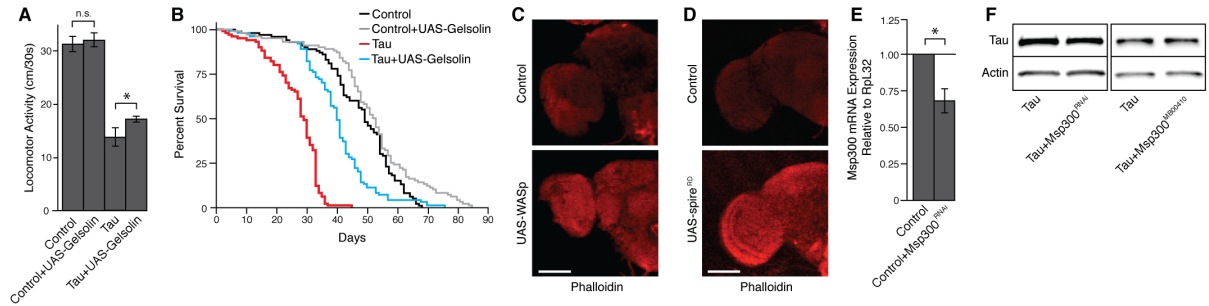 A
n.s.
*
Locomotor Activity (cm/30s)
30
20
10
0
Control
Control+UAS-Gelsolin
Tau
Tau+UAS-Gelsolin
B
Control
Control+UAS-Gelsolin
Tau
Tau+UAS-Gelsolin
Percent Survival
100
75
50
25
0
0 10 20 30 40 50 60 70 80 90
Days
C
Control
UAS-WASp
Phalloidin
D
Control
UAS-spire RD
Phalloidin
E
*
Msp300 mRNA Expression
Relative to RpL32
1.25
1.00
0.75
0.50
0.25
0
Control
Control+Msp300 RNAi
F
Tau
Actin
Tau
Tau+Msp300 RNAi
Tau
Tau+Msp300 MB00410